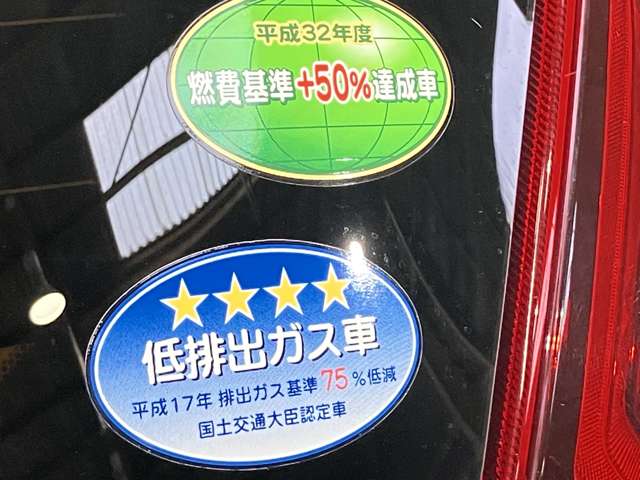 平成32年度
燃費基準+50%達成車
低排出ガス車
平成17年 排出ガス基準 75%低減
国土交通大臣認定車